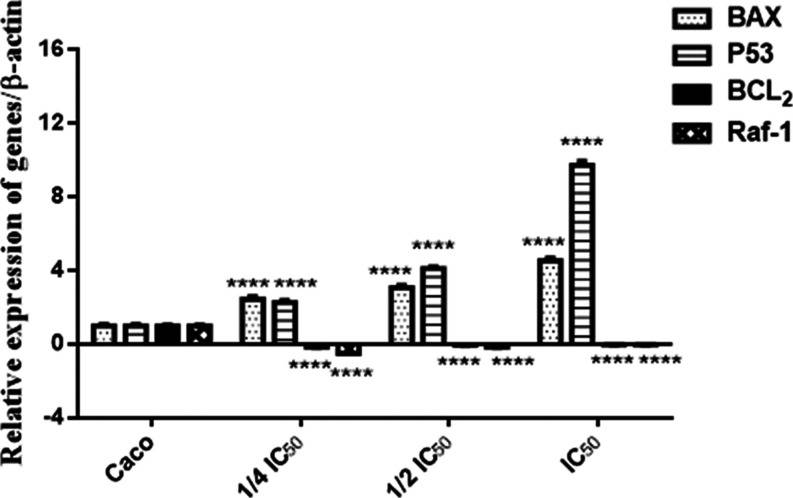 Relative expression of genes/β-actin
16
12
8
4
0
-4
BAX
P53
BCL₂
Raf-1
****
**** ****
**** ****
**** ****
**** ****
**** ****
**** ****
Caco
1/4 IC₅₀
1/2 IC₅₀
IC₅₀